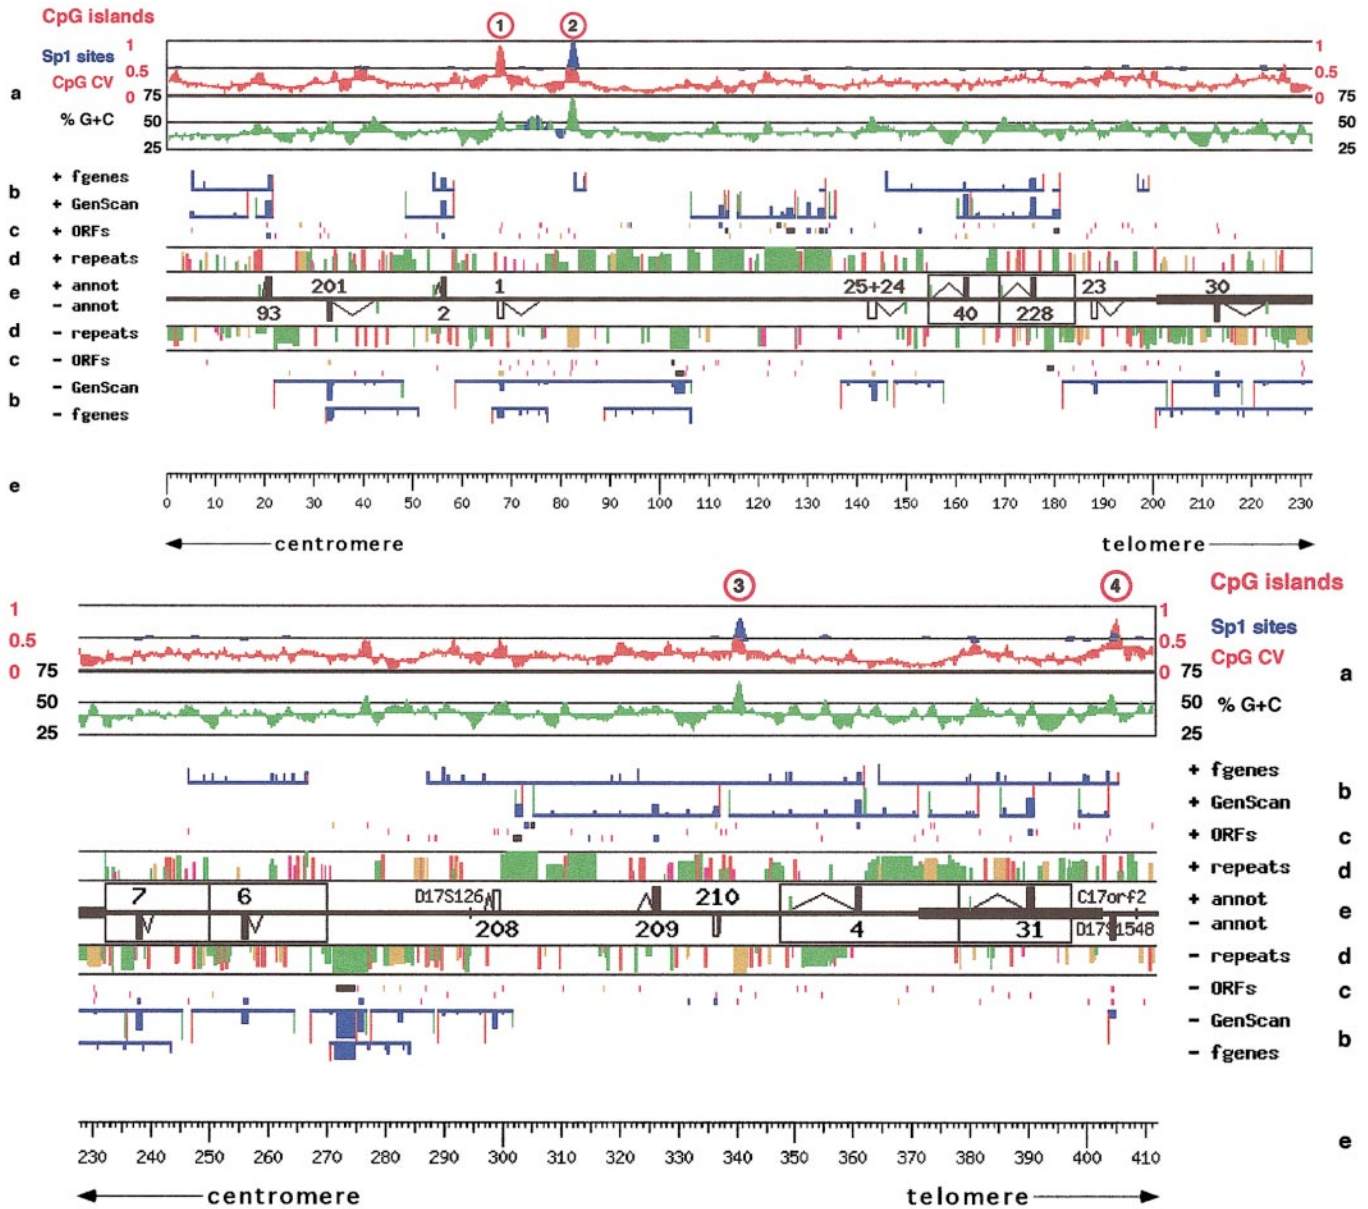 CpG islands
1 2
Sp1 sites 1 1
CpG CV 0.5 0.5
a 0 0
75 75
% G+C 50 50
25 25
b + fgenes
+ GenScan
c + ORFs
d + repeats
e + annot 201 1 25+24 23 30
- annot 93 2 40 228
d - repeats
c - ORFs
b - GenScan
- fgenes
e
0 10 20 30 40 50 60 70 80 90 100 110 120 130 140 150 160 170 180 190 200 210 220 230
centromere telomere
3 4 CpG islands
1 1 Sp1 sites
0.5 0.5 CpG CV
0 0
75 75 a
50 50 % G+C
25 25
+ fgenes
b
+ GenScan
+ ORFs c
+ repeats d
7 6 D17S126 210 C17orf2 + annot
e
208 209 4 31 D17S1548 - annot
- repeats d
- ORFs c
- GenScan
b
- fgenes
e
230 240 250 260 270 280 290 300 310 320 330 340 350 360 370 380 390 400 410
centromere telomere